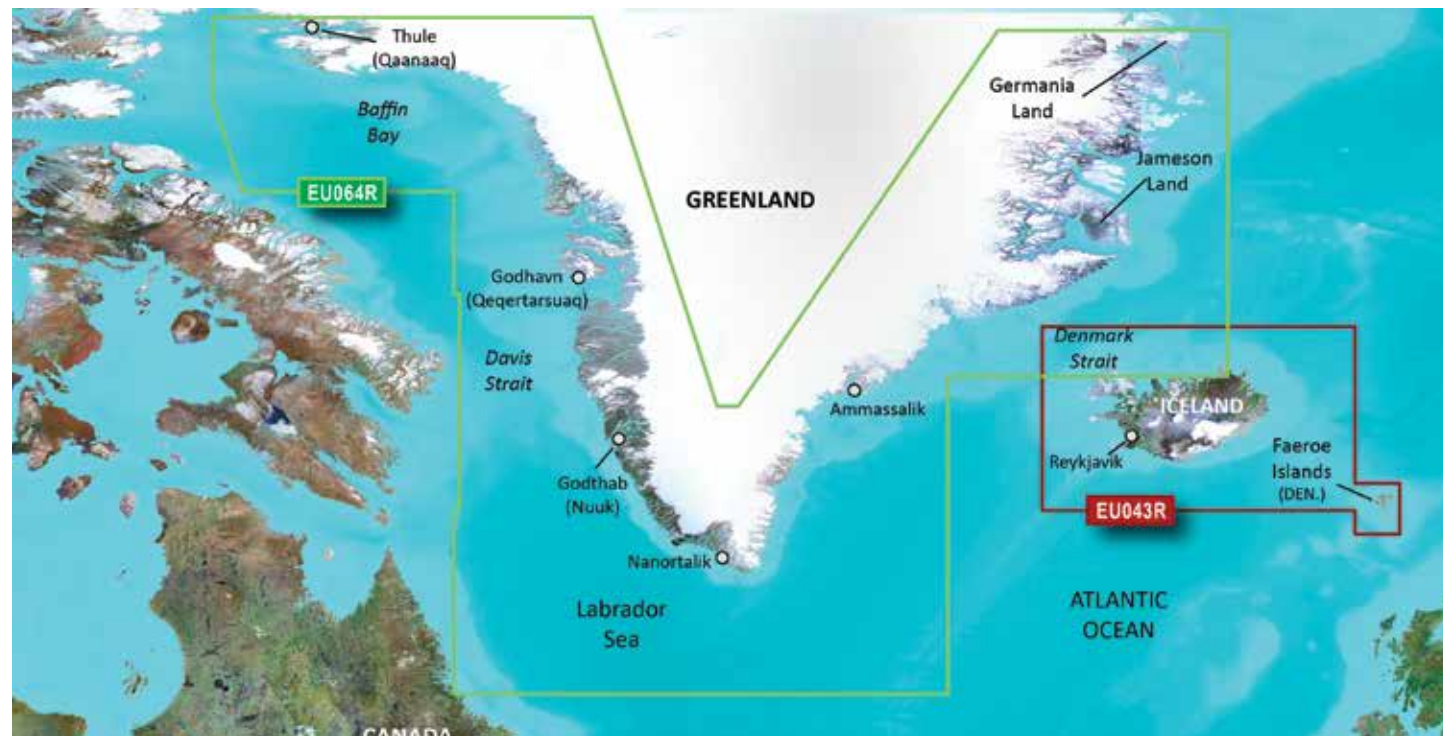 Thule
(Qaanaaq)
Baffin
Bay
EU064R
GREENLAND
Germania
Land
Jameson
Land
Godhavn
(Qeqertarsuaq)
Davis
Strait
Denmark
Strait
Ammassalik
ICELAND
Reykjavik
Faeroe
Islands
(DEN.)
EU043R
Godthab
(Nuuk)
Nanortalik
Labrador
Sea
ATLANTIC
OCEAN
CANADA